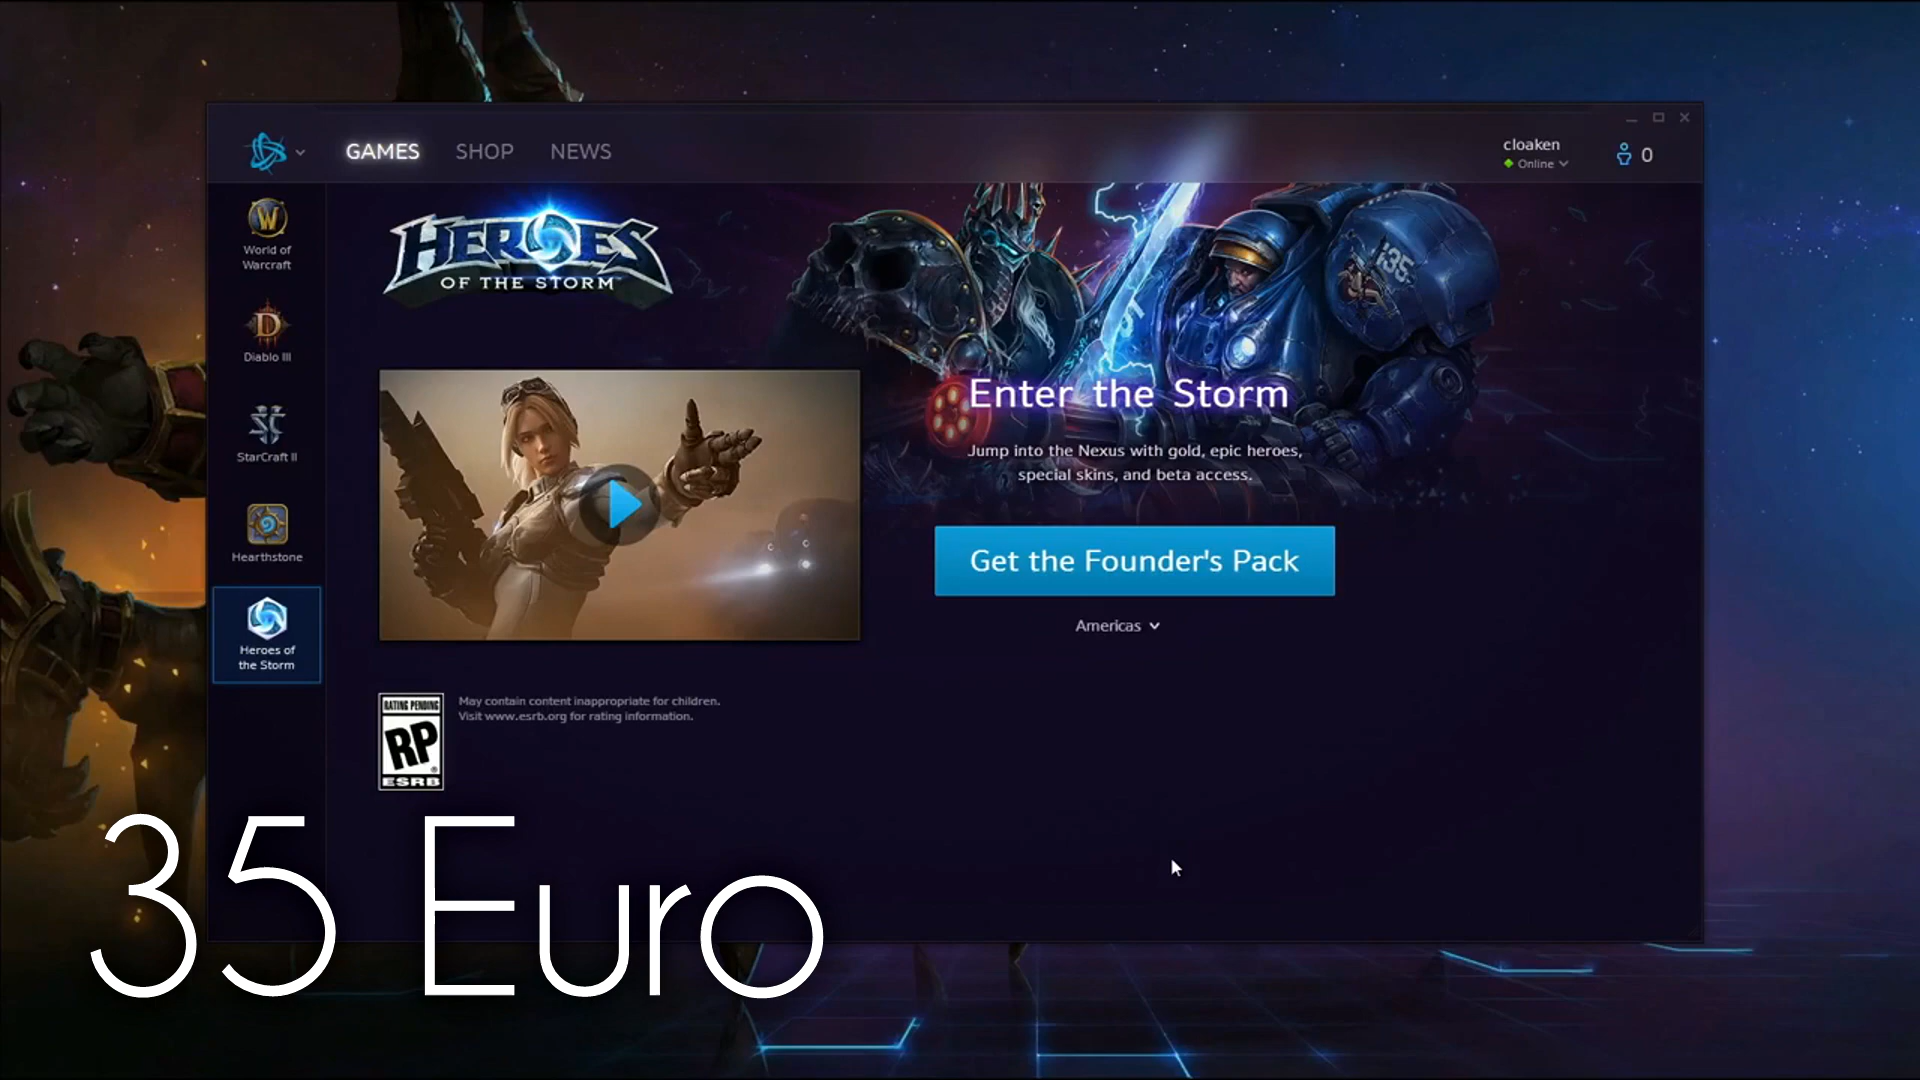 GAMES
SHOP
NEWS
cloaken
Online
0
World of
Warcraft
Diablo III
StarCraft II
Hearthstone
Heroes of
the Storm
HEROES
OF THE STORM
135
Enter the Storm
Jump into the Nexus with gold, epic heroes,
special skins, and beta access.
Get the Founder's Pack
Americas
RATING PENDING
RP
ESRB
May contain content inappropriate for children.
Visit www.esrb.org for rating information.
35 Euro